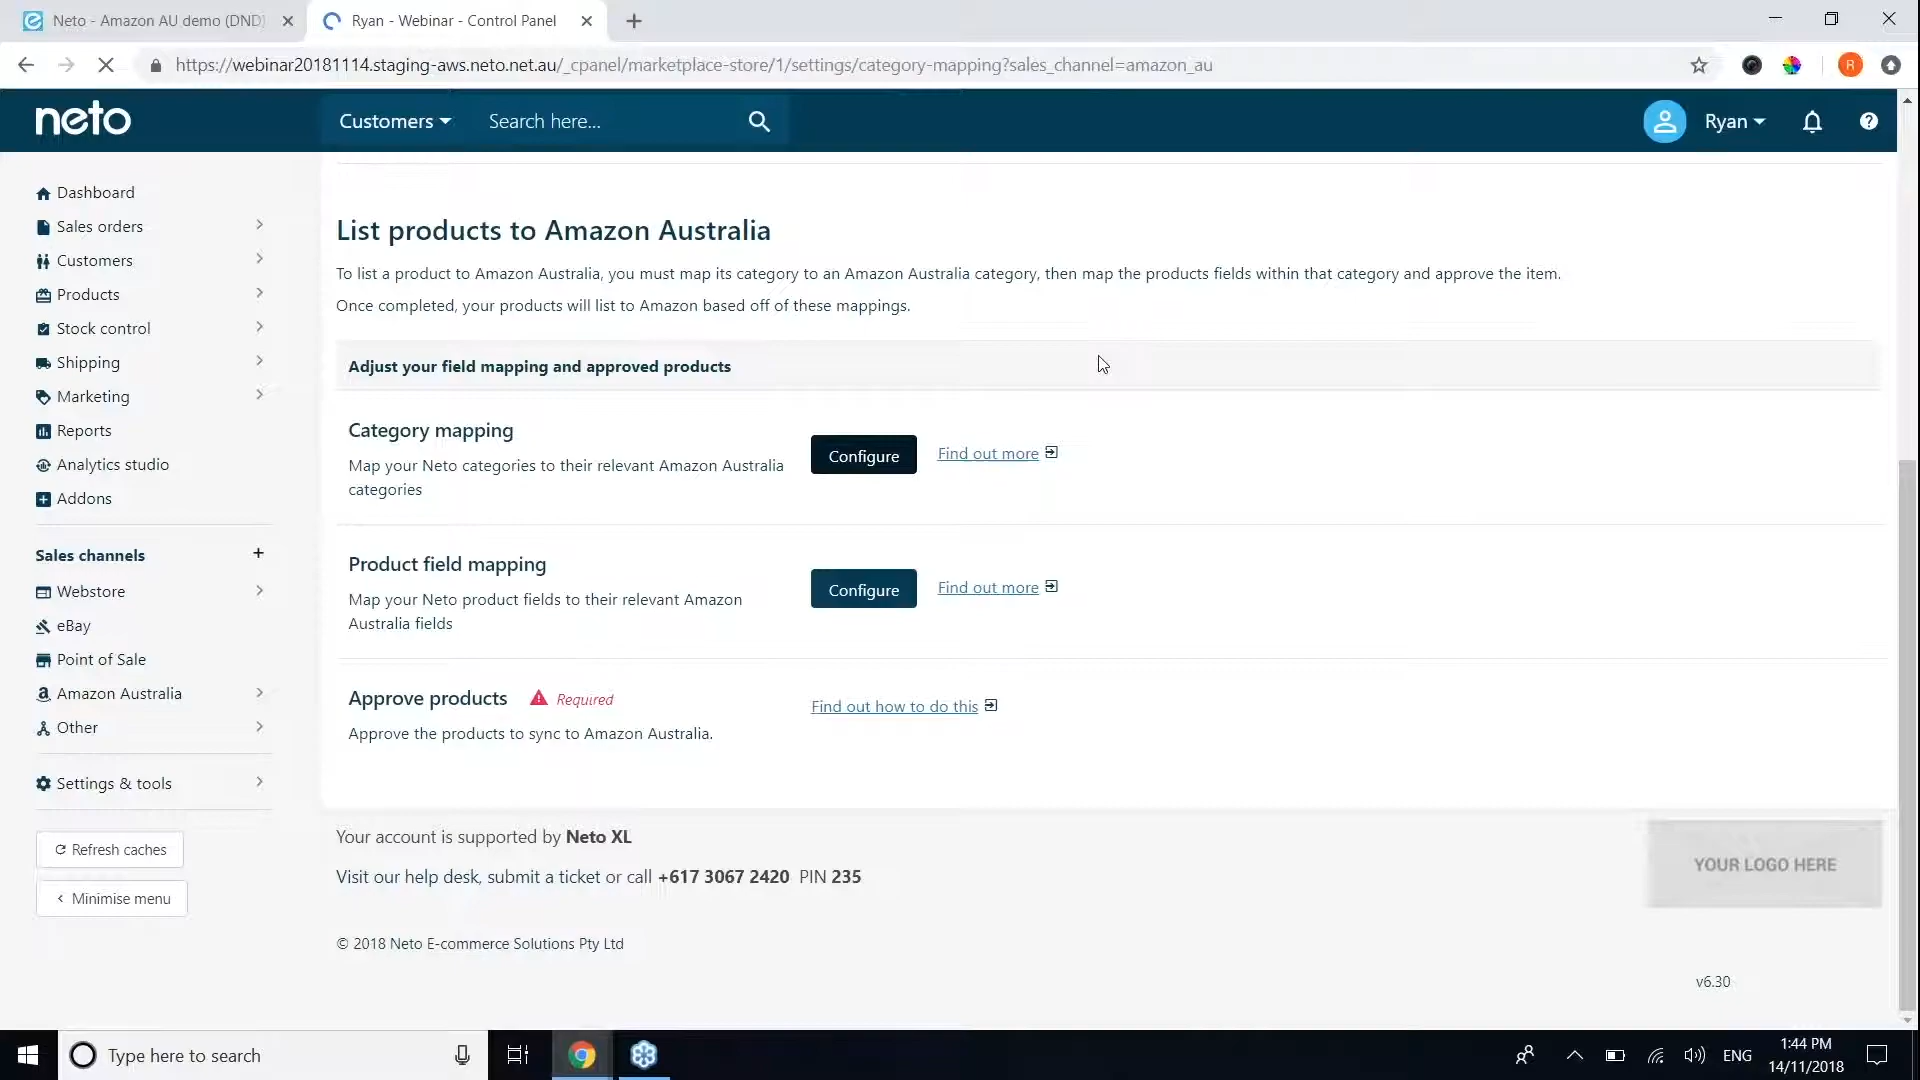 Neto - Amazon AU demo (DND)
Ryan - Webinar - Control Panel
https://webinar20181114.staging-aws.neto.net.au/_cpanel/marketplace-store/1/settings/category-mapping?sales_channel=amazon_au
R
neto
Customers
Search here...
Ryan
Dashboard
Sales orders
Customers
Products
Stock control
Shipping
Marketing
Reports
Analytics studio
Addons
Sales channels
Webstore
eBay
Point of Sale
Amazon Australia
Other
Settings & tools
Refresh caches
Minimise menu
List products to Amazon Australia
To list a product to Amazon Australia, you must map its category to an Amazon Australia category, then map the products fields within that category and approve the item.
Once completed, your products will list to Amazon based off of these mappings.
Adjust your field mapping and approved products
Category mapping
Map your Neto categories to their relevant Amazon Australia
categories
Configure
Find out more
Product field mapping
Map your Neto product fields to their relevant Amazon
Australia fields
Configure
Find out more
Approve products
Required
Approve the products to sync to Amazon Australia.
Find out how to do this
Your account is supported by Neto XL
Visit our help desk, submit a ticket or call +617 3067 2420 PIN 235
YOUR LOGO HERE
© 2018 Neto E-commerce Solutions Pty Ltd
v6.30
Type here to search
ENG
1:44 PM
14/11/2018